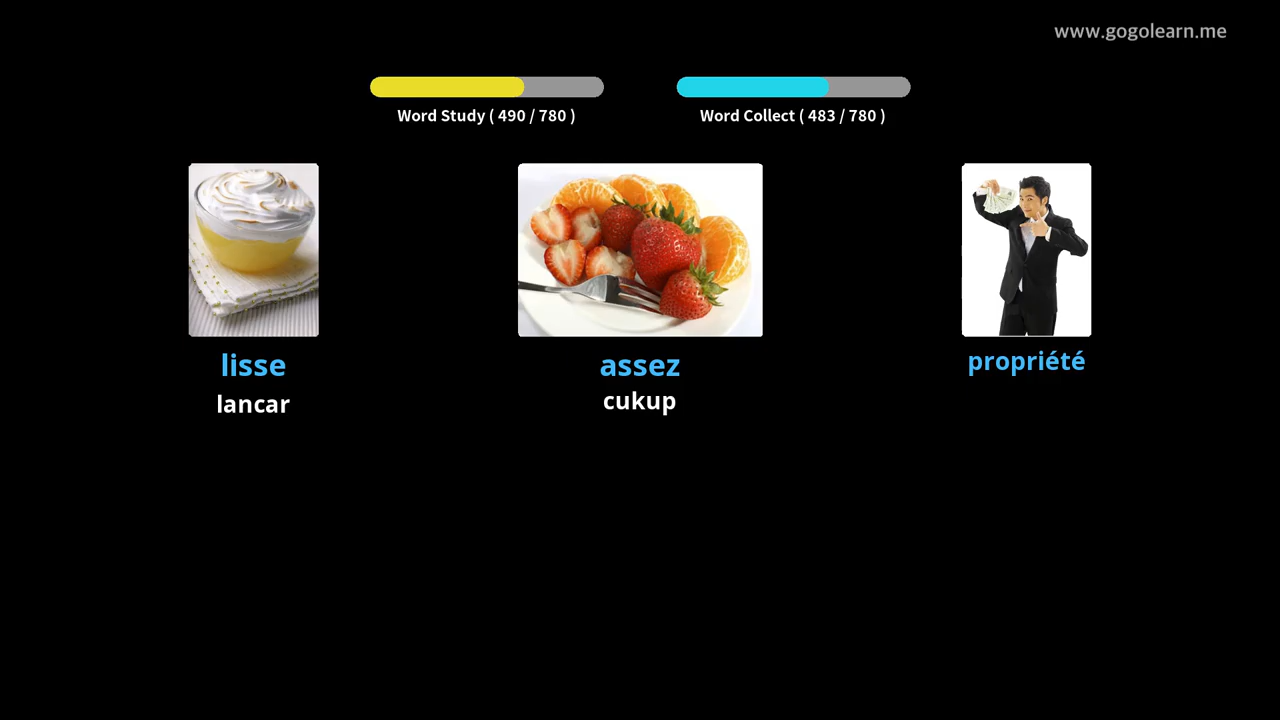 www.gogolearn.me
Word Study ( 490 / 780 )
Word Collect ( 483 / 780 )
lisse
lancar
assez
cukup
propriété